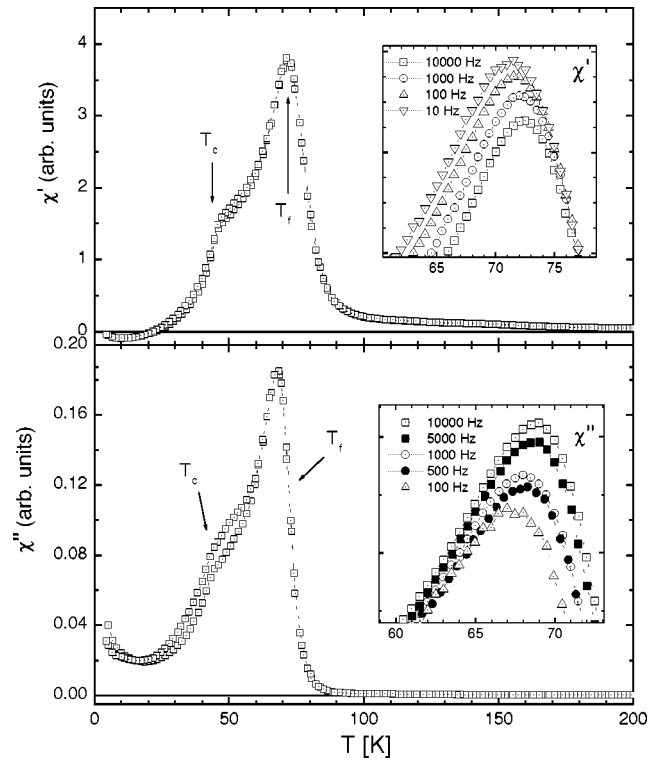 χ' (arb. units)
4
3
2
1
0
T_c
T_f
10000 Hz
1000 Hz
100 Hz
10 Hz
χ'
65 70 75
χ'' (arb. units)
0.20
0.16
0.12
0.08
0.04
0.00
T_c
T_f
10000 Hz
5000 Hz
1000 Hz
500 Hz
100 Hz
χ''
60 65 70
0 50 100 150 200
T [K]